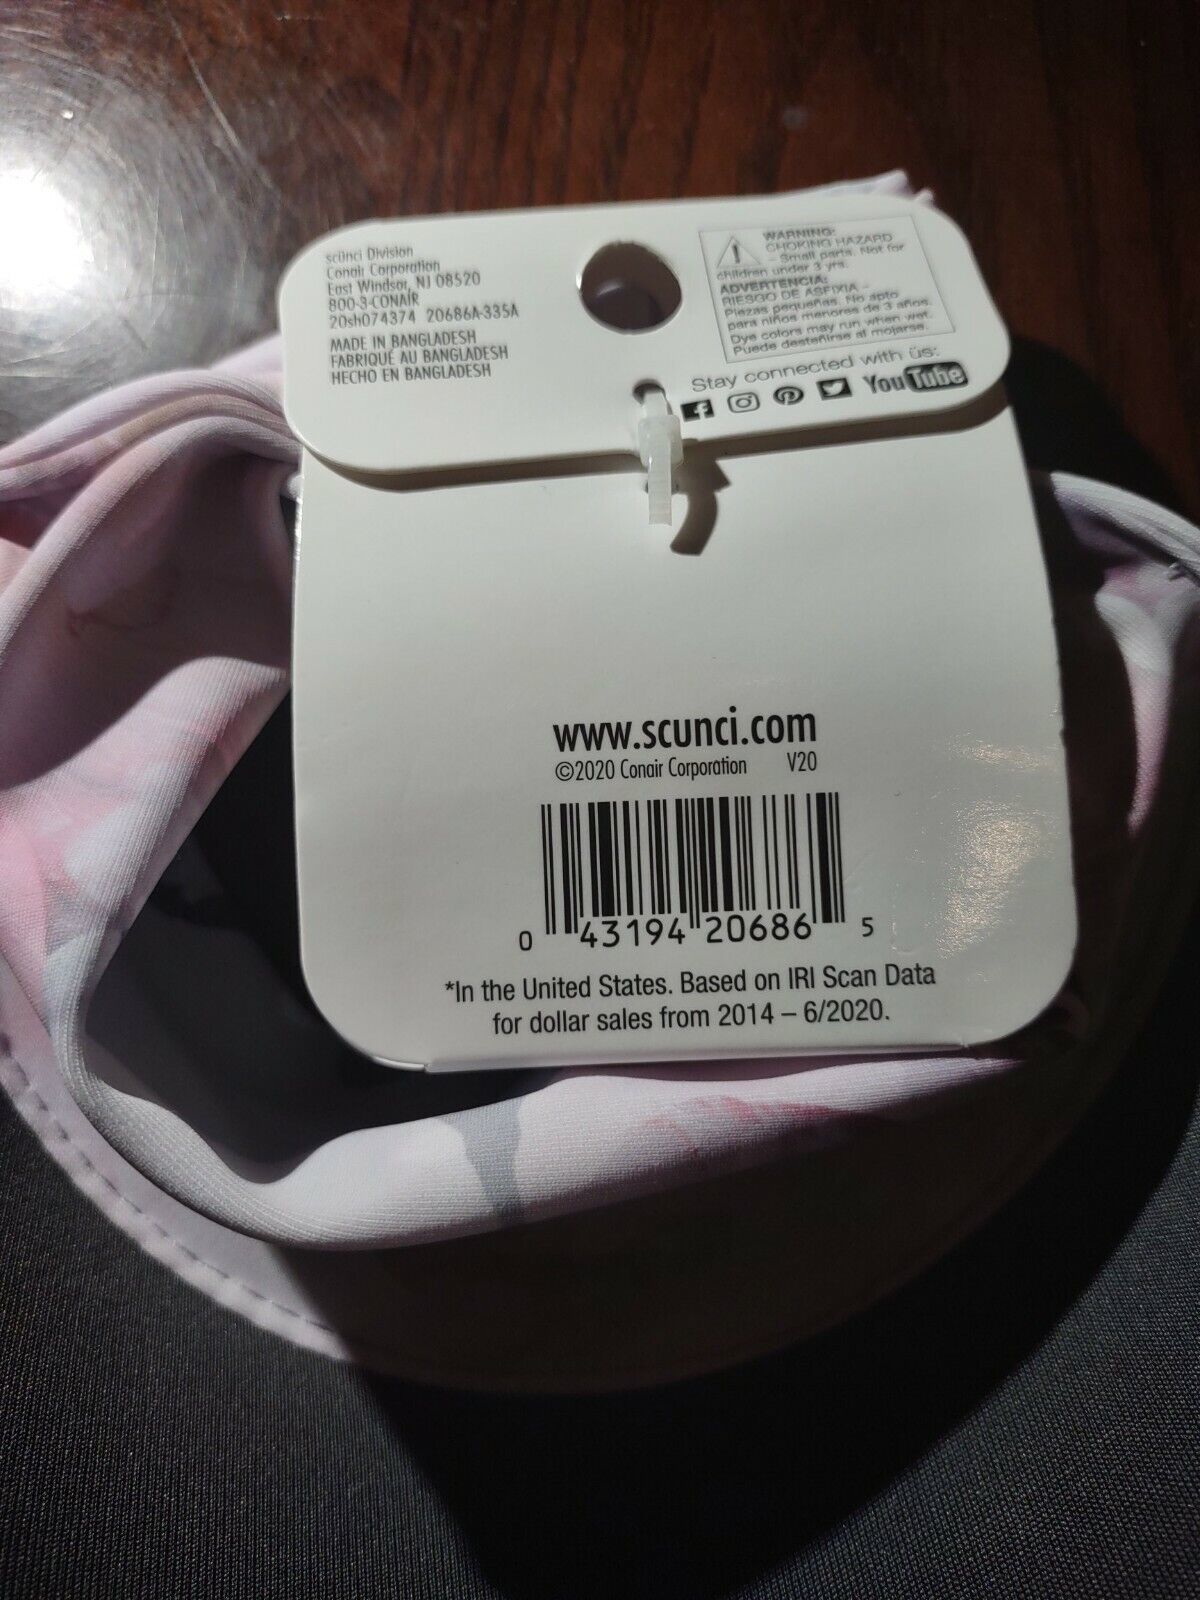 scünci Division
Conair Corporation
East Windsor, NJ 08520
800-3-CONAIR
20sh074374 20686A-335A
MADE IN BANGLADESH
FABRIQUÉ AU BANGLADESH
HECHO EN BANGLADESH
WARNING:
CHOKING HAZARD
– Small parts. Not for
children under 3 yrs.
ADVERTENCIA:
RIESGO DE ASFIXIA –
Piezas pequeñas. No apto
para niños menores de 3 años.
Dye colors may run when wet.
Puede desteñirse al mojarse.
Stay connected with üs:
YouTube
www.scunci.com
©2020 Conair Corporation V20
0 43194 20686 5
*In the United States. Based on IRI Scan Data
for dollar sales from 2014 – 6/2020.